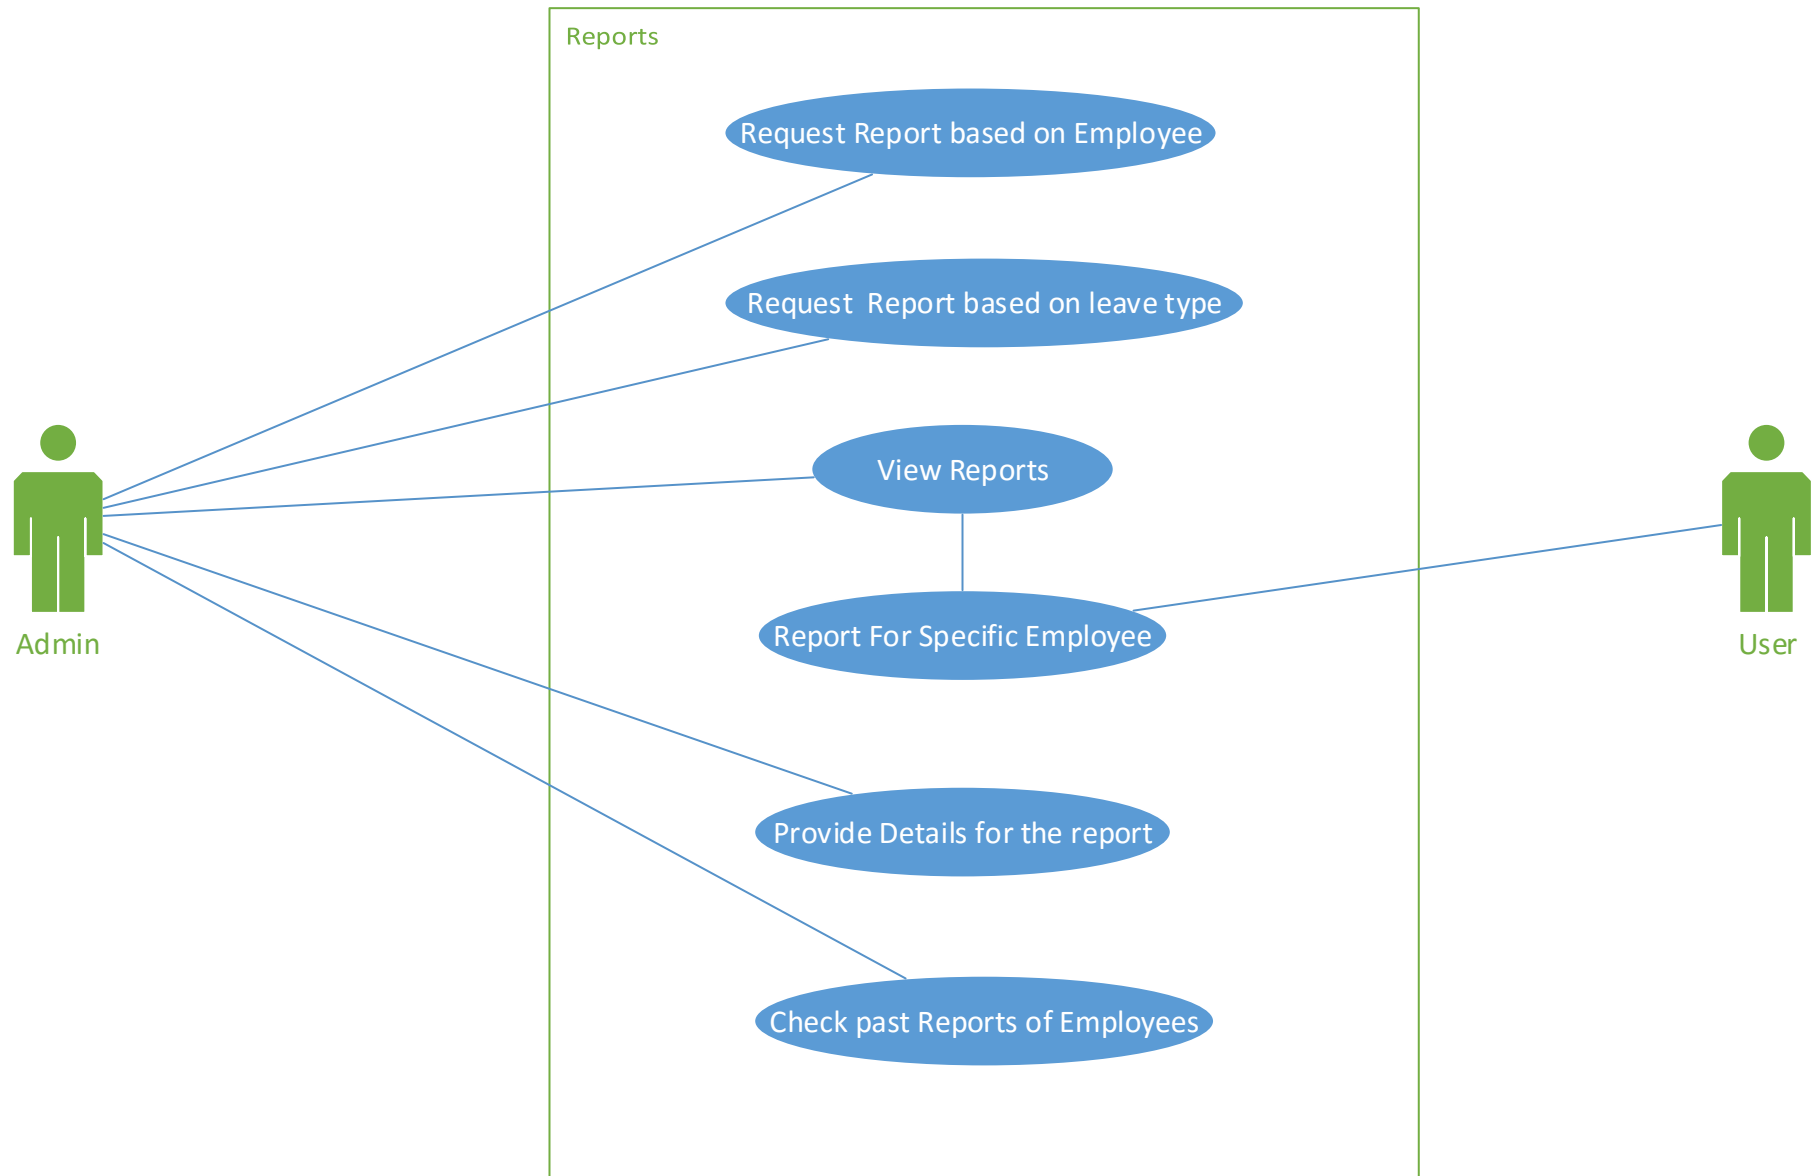 Reports
Request Report based on Employee
Request  Report based on leave type
View Reports
Report For Specific Employee
Admin
User
Provide Details for the report
Check past Reports of Employees